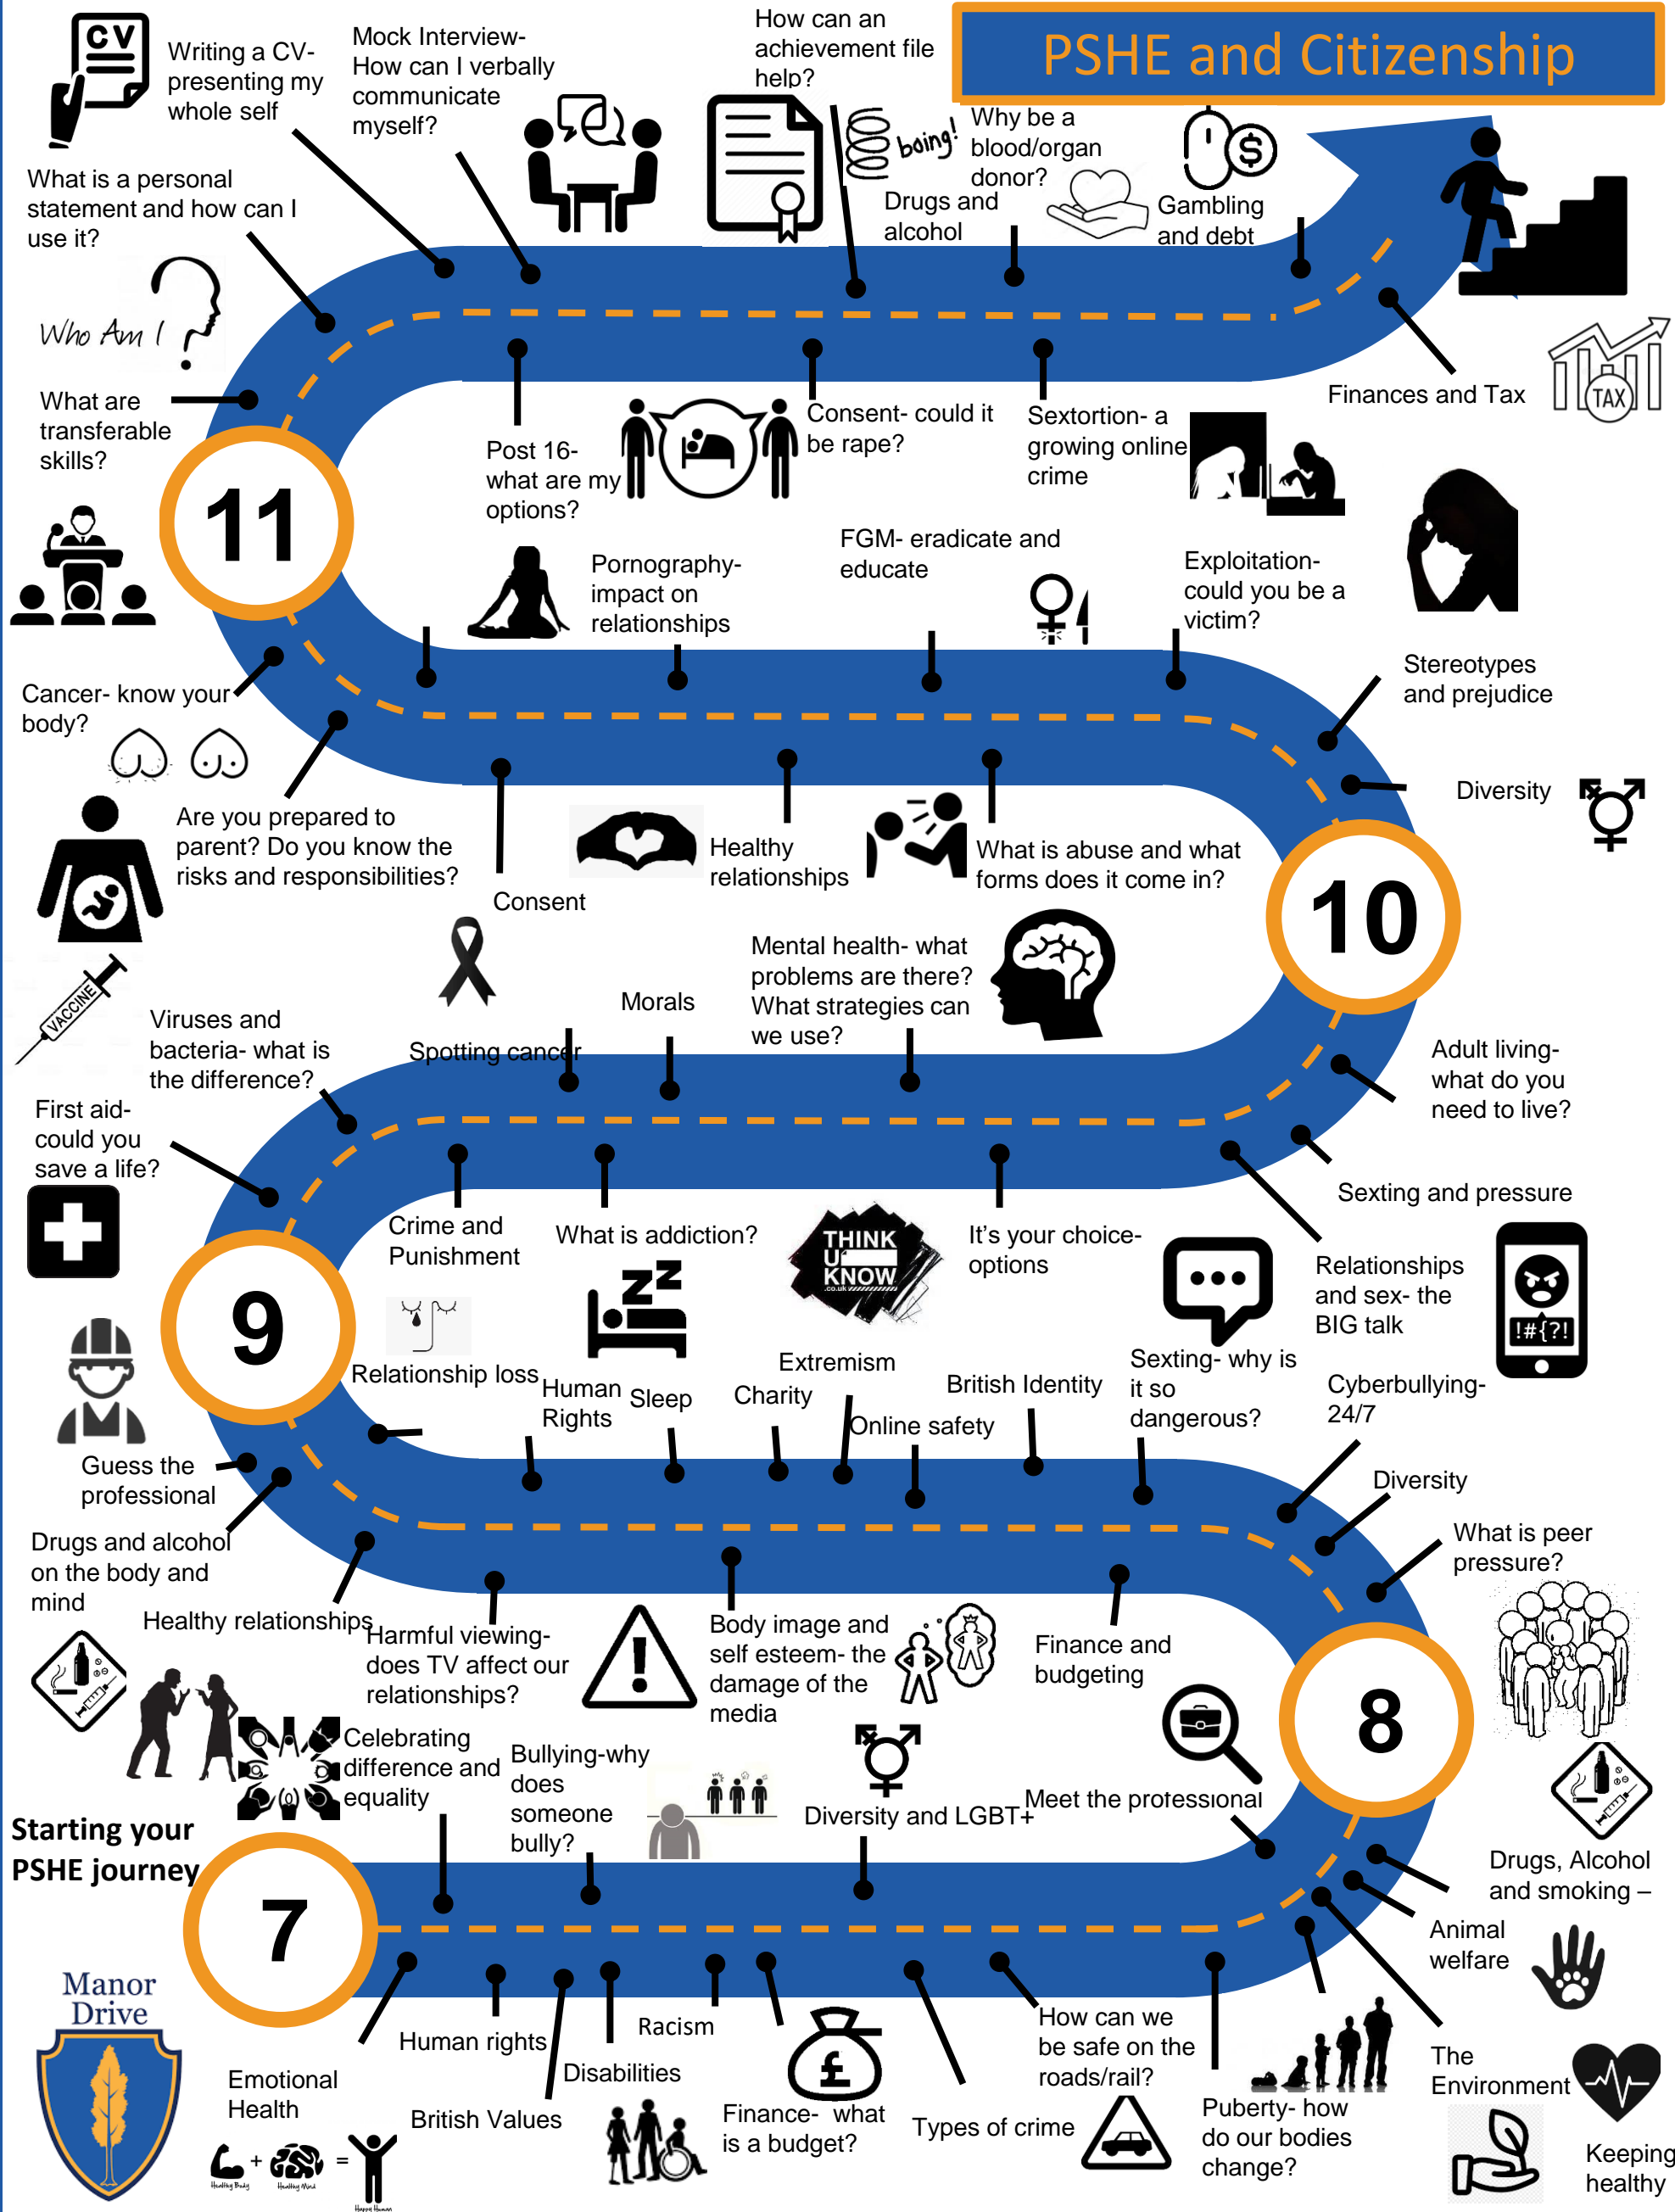 PSHE and Citizenship
CV
Writing a CV-
presenting my
whole self
Mock Interview-
How can I verbally
communicate
myself?
How can an
achievement file
help?
boing!
Why be a
blood/organ
donor?
$
Drugs and
alcohol
Gambling
and debt
What is a personal
statement and how can I
use it?
Who Am I
What are
transferable
skills?
Finances and Tax
TAX
11
Post 16-
what are my
options?
Consent- could it
be rape?
Sextortion- a
growing online
crime
Pornography-
impact on
relationships
FGM- eradicate and
educate
Exploitation-
could you be a
victim?
Stereotypes
and prejudice
Cancer- know your
body?
Diversity
Are you prepared to
parent? Do you know the
risks and responsibilities?
Consent
Healthy
relationships
What is abuse and what
forms does it come in?
10
VACCINE
Viruses and
bacteria- what is
the difference?
Spotting cancer
Morals
Mental health- what
problems are there?
What strategies can
we use?
Adult living-
what do you
need to live?
First aid-
could you
save a life?
Sexting and pressure
Crime and
Punishment
What is addiction?
THINK
U
KNOW
.co.uk
It's your choice-
options
Relationships
and sex- the
BIG talk
!#{?!
9
ZZ
Relationship loss
Human
Rights
Sleep
Charity
Extremism
Online safety
British Identity
Sexting- why is
it so
dangerous?
Cyberbullying-
24/7
Diversity
Guess the
professional
What is peer
pressure?
Drugs and alcohol
on the body and
mind
Healthy relationships
Harmful viewing-
does TV affect our
relationships?
!
Body image and
self esteem- the
damage of the
media
Finance and
budgeting
8
Celebrating
difference and
equality
Bullying-why
does
someone
bully?
Diversity and LGBT+
Meet the professional
Starting your
PSHE journey
7
Drugs, Alcohol
and smoking –
Animal
welfare
Manor
Drive
Emotional
Health
Healthy Body
+
Healthy Mind
=
Happy Human
Human rights
British Values
Disabilities
Racism
£
Finance- what
is a budget?
Types of crime
How can we
be safe on the
roads/rail?
Puberty- how
do our bodies
change?
The
Environment
Keeping
healthy